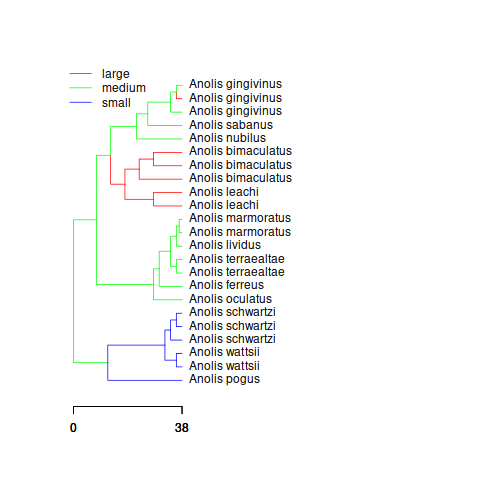 large
medium
small
Anolis gingivinus
Anolis gingivinus
Anolis gingivinus
Anolis sabanus
Anolis nubilus
Anolis bimaculatus
Anolis bimaculatus
Anolis bimaculatus
Anolis leachi
Anolis leachi
Anolis marmoratus
Anolis marmoratus
Anolis lividus
Anolis terraealtae
Anolis terraealtae
Anolis ferreus
Anolis oculatus
Anolis schwartzi
Anolis schwartzi
Anolis schwartzi
Anolis wattsii
Anolis wattsii
Anolis pogus
0 38